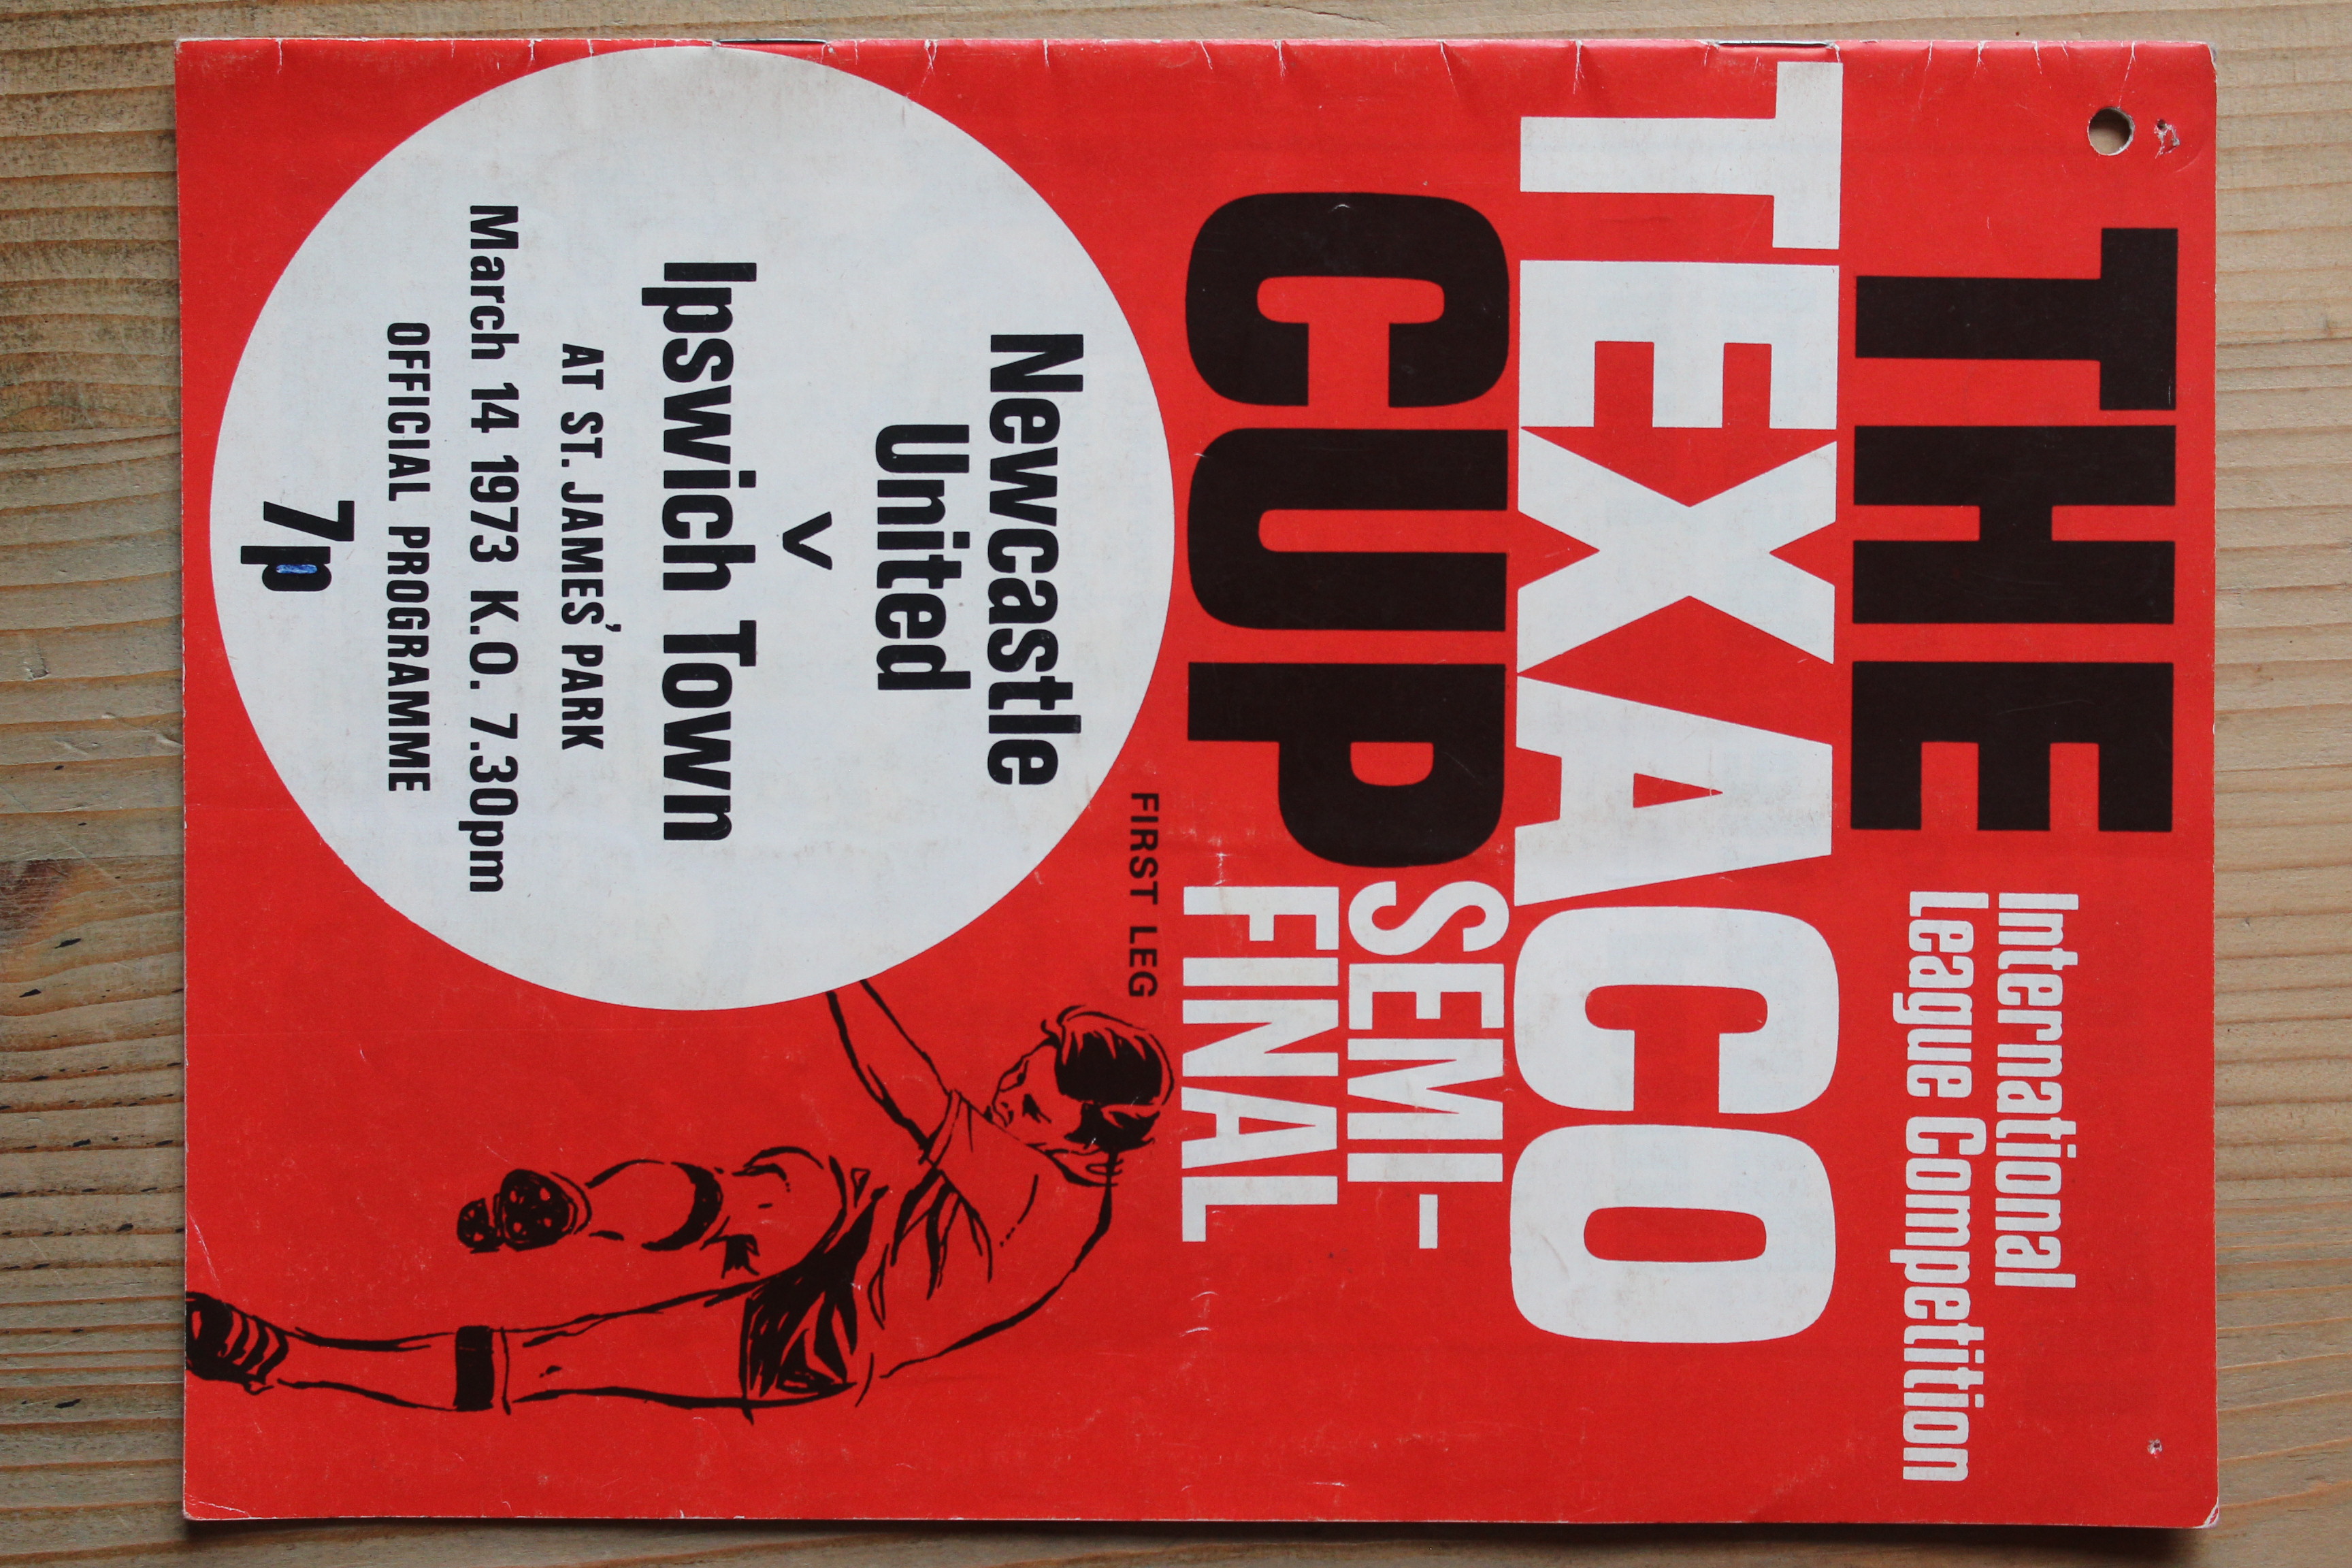 THE
International
League Competition
TEXACO
CUP
SEMI-
FINAL
FIRST LEG
Newcastle
United
v
Ipswich Town
AT ST. JAMES' PARK
March 14 1973 K.O. 7.30pm
OFFICIAL PROGRAMME
7p